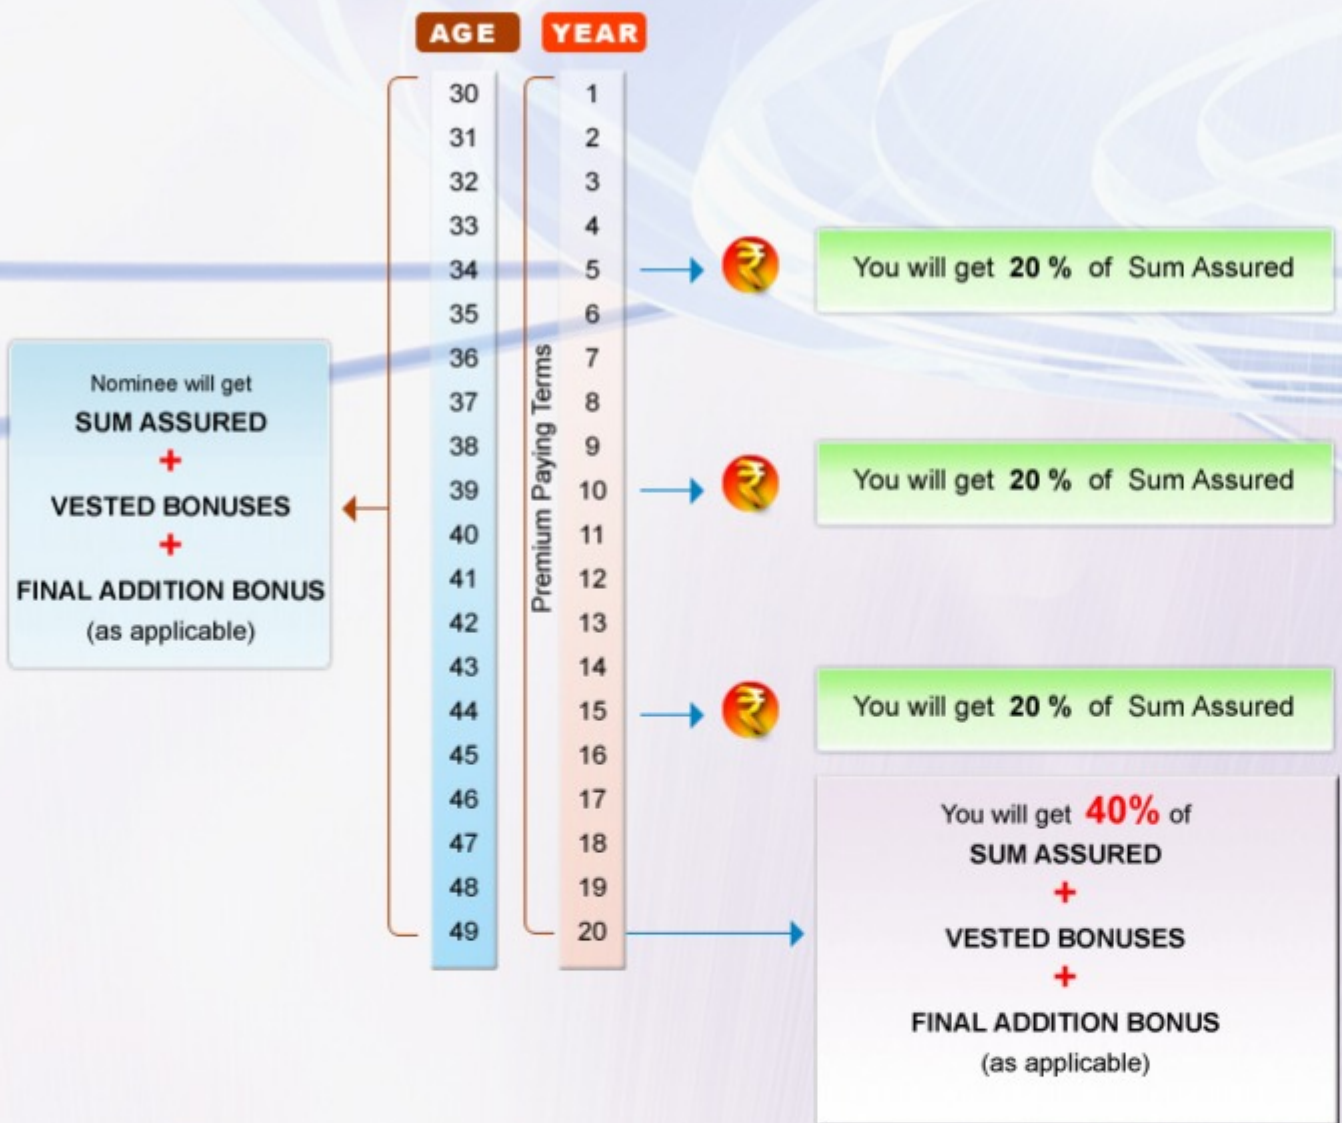 AGE YEAR
30 1
31 2
32 3
33 4
34 5
You will get 20 % of Sum Assured
35 6
36 7
37 8
38 9
39 10
You will get 20 % of Sum Assured
40 11
41 12
42 13
43 14
44 15
You will get 20 % of Sum Assured
45 16
46 17
47 18
48 19
49 20
Premium Paying Terms
Nominee will get
SUM ASSURED
+
VESTED BONUSES
+
FINAL ADDITION BONUS
(as applicable)
₹
₹
₹
You will get 40% of
SUM ASSURED
+
VESTED BONUSES
+
FINAL ADDITION BONUS
(as applicable)